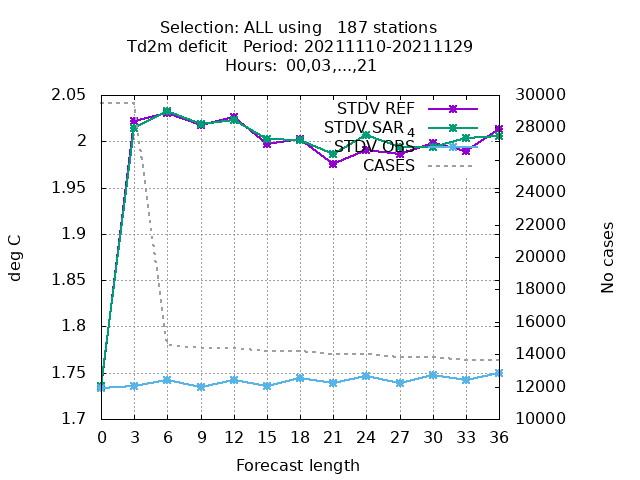 Selection: ALL using   187 stations
Td2m deficit   Period: 20211110-20211129
Hours:  00,03,...,21
deg C
No cases
2.05
2
1.95
1.9
1.85
1.8
1.75
1.7
30000
28000
26000
24000
22000
20000
18000
16000
14000
12000
10000
STDV REF
STDV SAR 4
STDV OBS
CASES
0 3 6 9 12 15 18 21 24 27 30 33 36
Forecast length